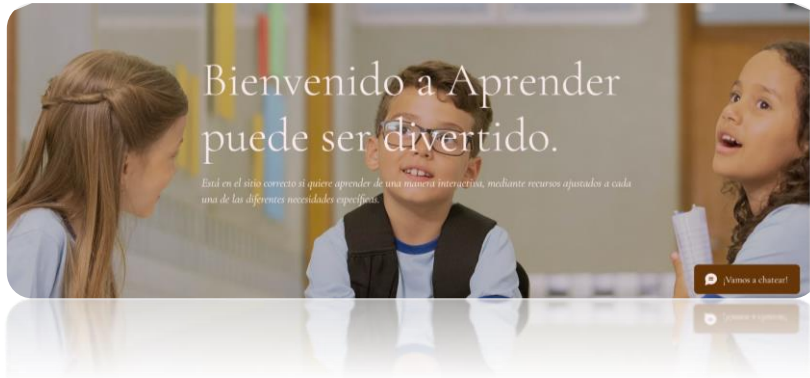 Bienvenido a Aprender
puede ser divertido.
Está en el sitio correcto si quiere aprender de una manera interactiva, mediante recursos ajustados a cada
una de las diferentes necesidades específicas.
¡Vamos a chatear!